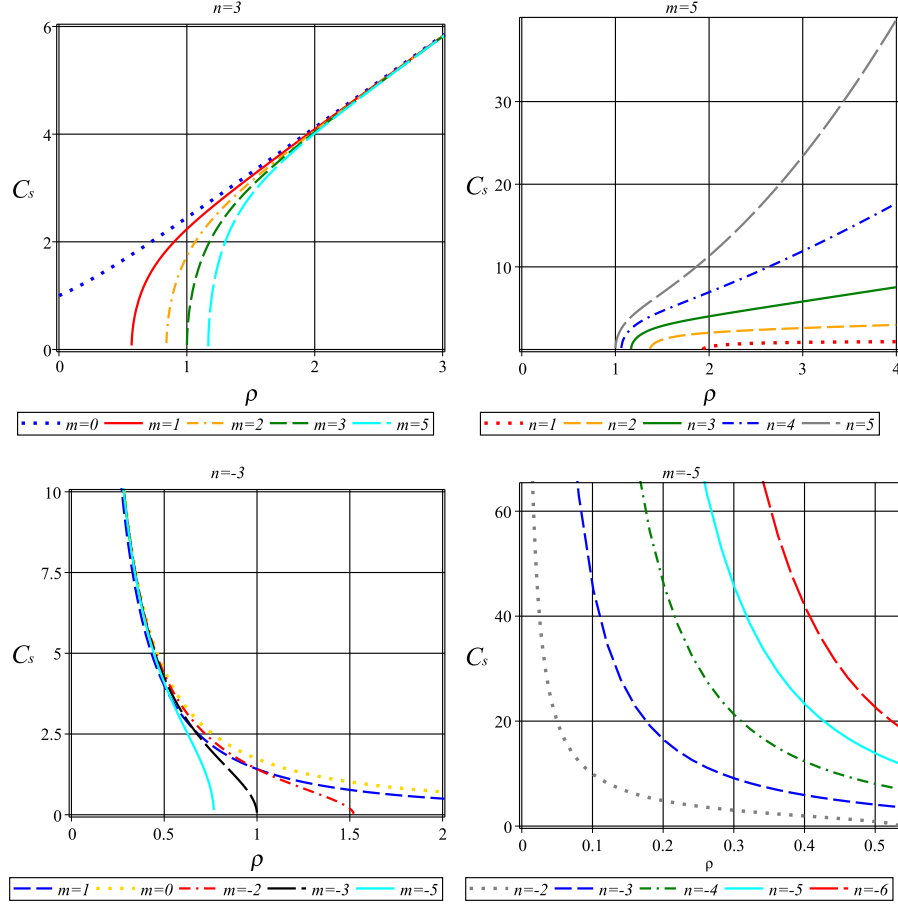 n=3
6
4
C_s
2
0
0 1 2 3
ρ
m=0 m=1 m=2 m=3 m=5
m=5
30
20
C_s
10
0
0 1 2 3 4
ρ
n=1 n=2 n=3 n=4 n=5
n=-3
10
7.5
5
C_s
2.5
0
0 0.5 1 1.5 2
ρ
m=1 m=0 m=-2 m=-3 m=-5
m=-5
60
40
C_s
20
0
0 0.1 0.2 0.3 0.4 0.5
ρ
n=-2 n=-3 n=-4 n=-5 n=-6